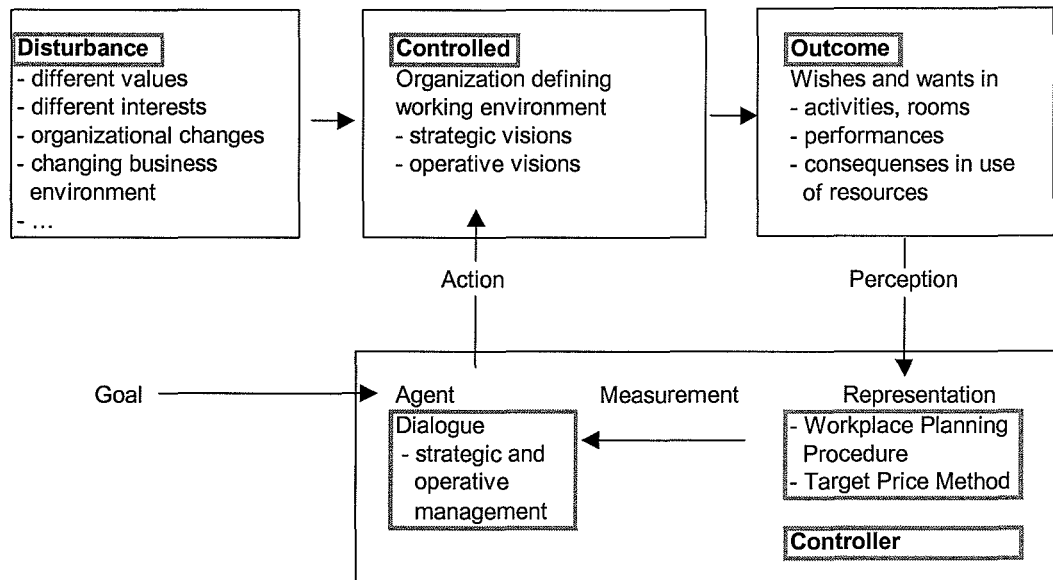 Disturbance
- different values
- different interests
- organizational changes
- changing business
environment
- ...
Controlled
Organization defining
working environment
- strategic visions
- operative visions
Outcome
Wishes and wants in
- activities, rooms
- performances
- consequenses in use
of resources
Action
Perception
Goal
Agent
Measurement
Representation
Dialogue
- strategic and
operative
management
- Workplace Planning
Procedure
- Target Price Method
Controller